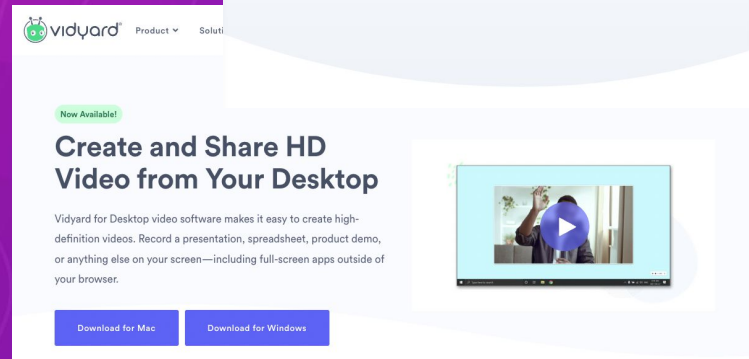 vidyard
Product
Soluti
Now Available!
Create and Share HD
Video from Your Desktop
Vidyard for Desktop video software makes it easy to create high-
definition videos. Record a presentation, spreadsheet, product demo,
or anything else on your screen—including full-screen apps outside of
your browser.
Download for Mac
Download for Windows